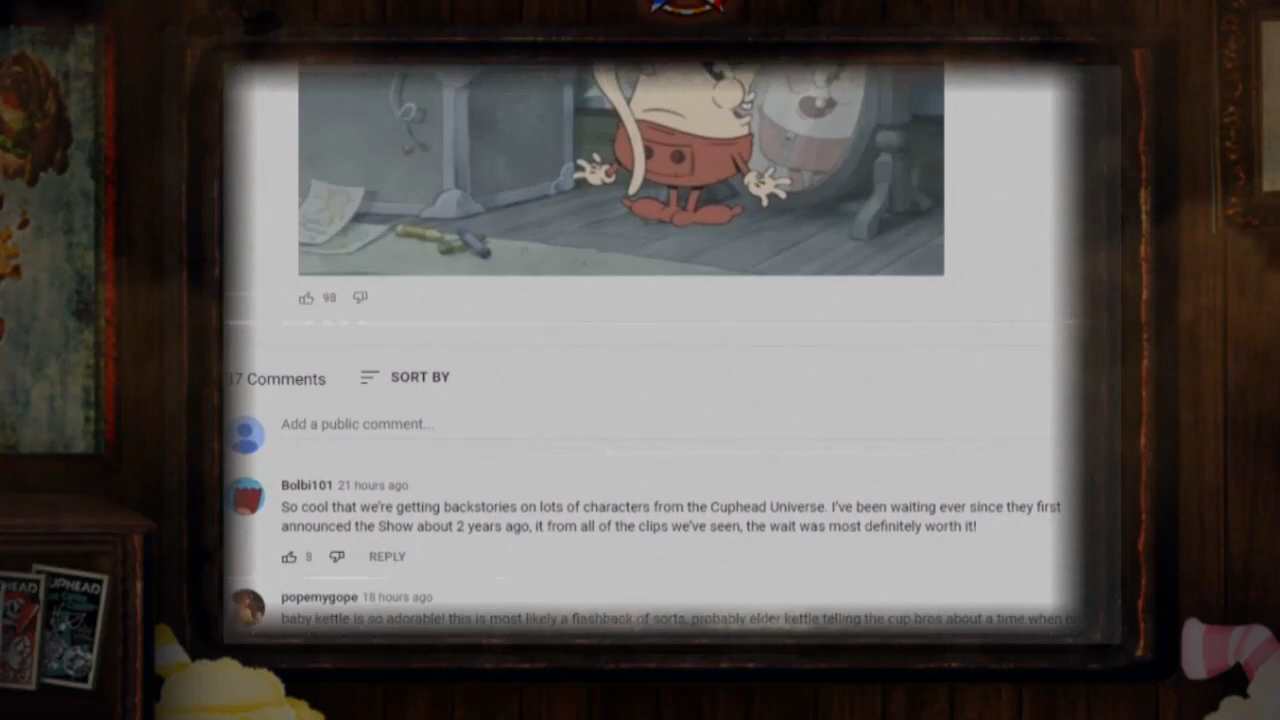 98
37 Comments
SORT BY
Add a public comment...
Bolbi101 21 hours ago
So cool that we're getting backstories on lots of characters from the Cuphead Universe. I've been waiting ever since they first
announced the Show about 2 years ago, it from all of the clips we've seen, the wait was most definitely worth it!
8
REPLY
popemygope 18 hours ago
baby kettle is so adorable! this is most likely a flashback of sorts, probably elder kettle telling the cup bros about a time when
HEAD
UPHEAD